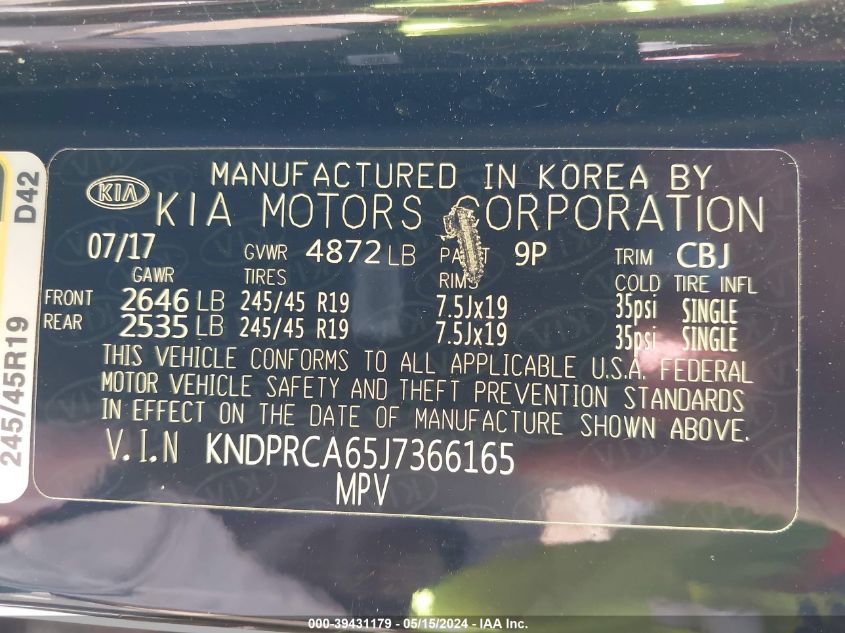 MANUFACTURED IN KOREA BY
KIA KIA MOTORS CORPORATION
07/17 GVWR 4872 LB 9P TRIM CBJ
GAWR TIRES COLD TIRE INFL
FRONT 2646 LB 245/45 R19 7.5Jx19 35psi SINGLE
REAR 2535 LB 245/45 R19 7.5Jx19 35psi SINGLE
THIS VEHICLE CONFORMS TO ALL APPLICABLE U.S.A. FEDERAL
MOTOR VEHICLE SAFETY AND THEFT PREVENTION STANDARDS
IN EFFECT ON THE DATE OF MANUFACTURE SHOWN ABOVE.
V.I.N KNDPRCA65J7366165
MPV
D42
245/45R19
000-39431179 - 05/15/2024 - IAA Inc.